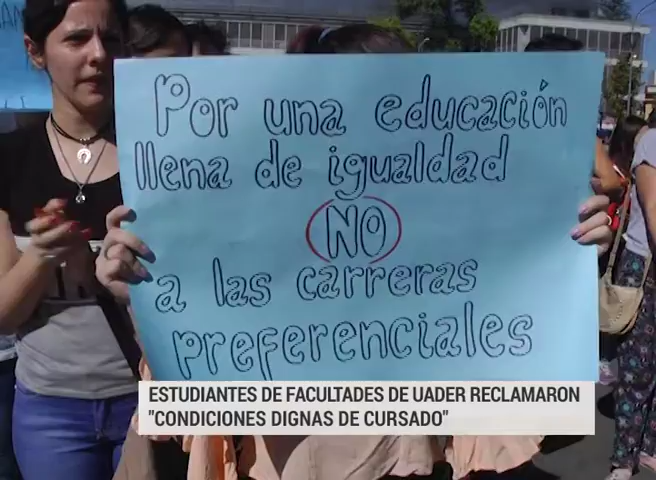 Por una educación
llena de igualdad
NO
a las carreras
preferenciales
ESTUDIANTES DE FACULTADES DE UADER RECLAMARON
"CONDICIONES DIGNAS DE CURSADO"